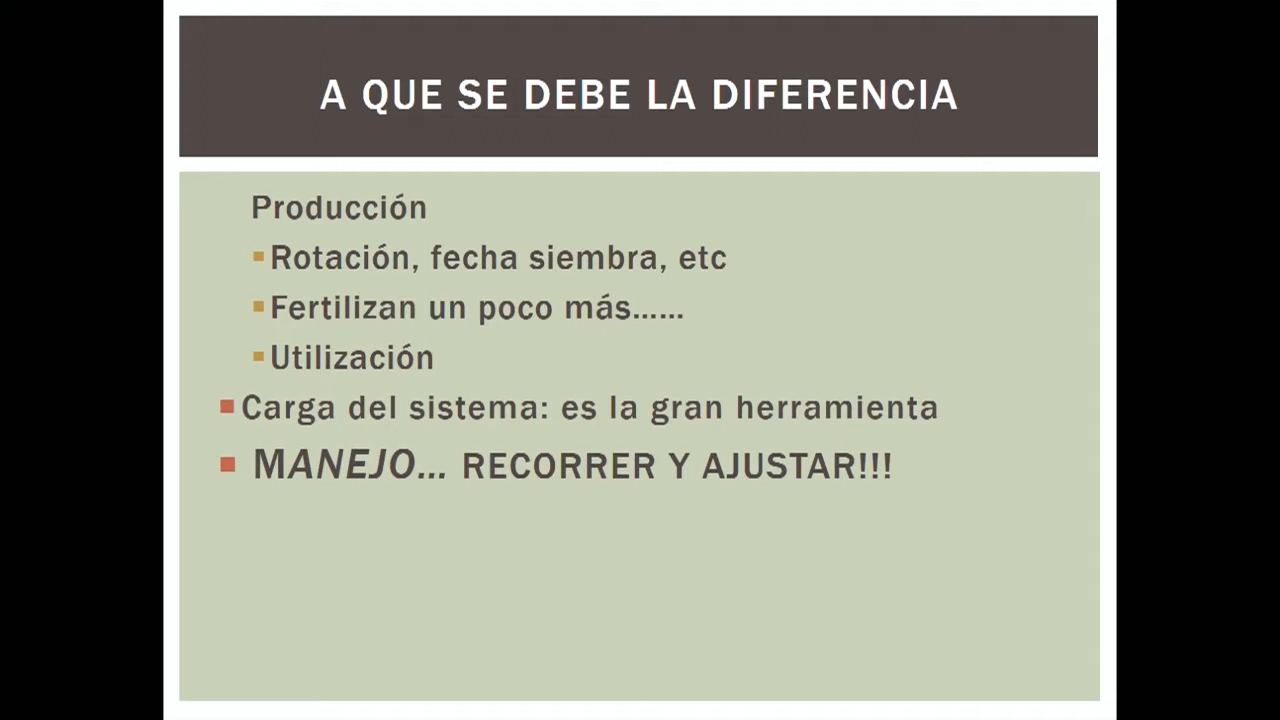 A QUE SE DEBE LA DIFERENCIA
Producción
Rotación, fecha siembra, etc
Fertilizan un poco más......
Utilización
Carga del sistema: es la gran herramienta
MANEJO... RECORRER Y AJUSTAR!!!